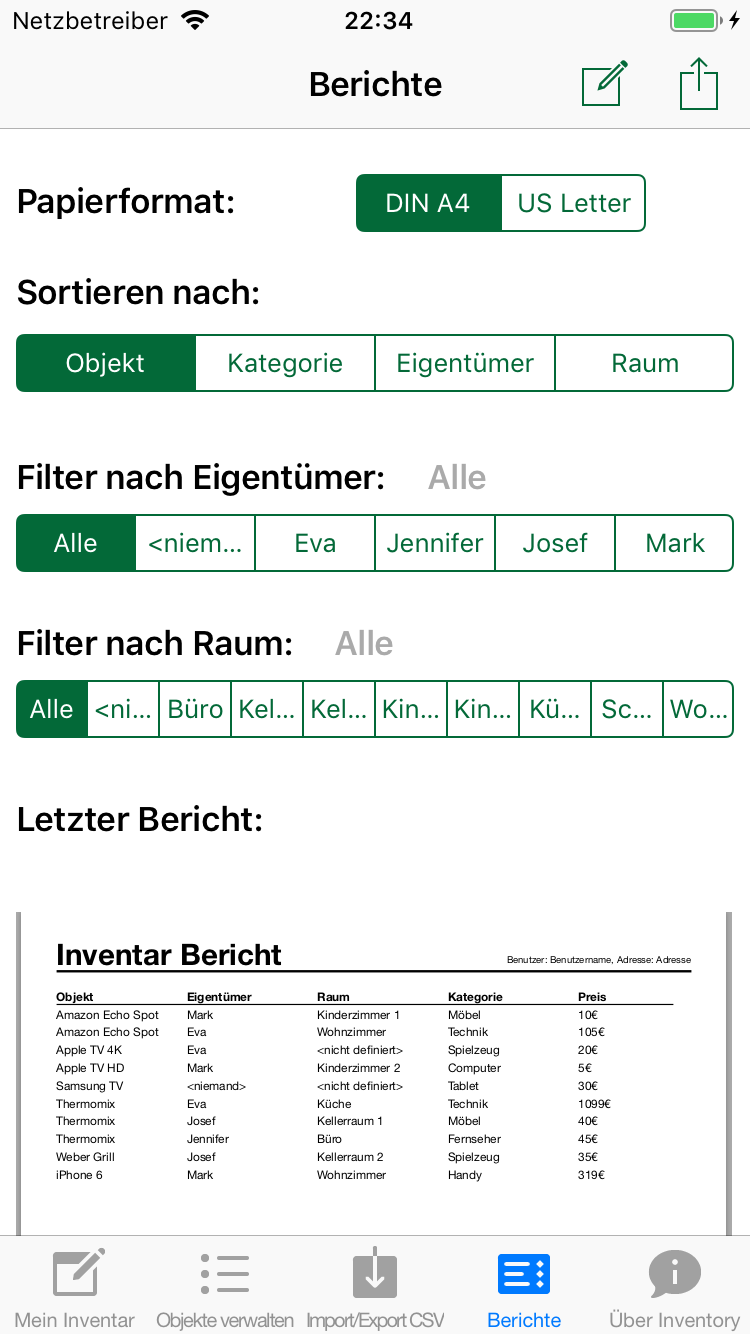 Netzbetreiber 22:34
Berichte
Papierformat: DIN A4 US Letter
Sortieren nach:
Objekt Kategorie Eigentümer Raum
Filter nach Eigentümer: Alle
Alle <niem... Eva Jennifer Josef Mark
Filter nach Raum: Alle
Alle <ni... Büro Kel... Kel... Kin... Kin... Kü... Sc... Wo...
Letzter Bericht:
Inventar Bericht Benutzer: Benutzername, Adresse: Adresse
Objekt Eigentümer Raum Kategorie Preis
Amazon Echo Spot Mark Kinderzimmer 1 Möbel 10€
Amazon Echo Spot Eva Wohnzimmer Technik 105€
Apple TV 4K Eva <nicht definiert> Spielzeug 20€
Apple TV HD Mark Kinderzimmer 2 Computer 5€
Samsung TV <niemand> <nicht definiert> Tablet 30€
Thermomix Eva Küche Technik 1099€
Thermomix Josef Kellerraum 1 Möbel 40€
Thermomix Jennifer Büro Fernseher 45€
Weber Grill Josef Kellerraum 2 Spielzeug 35€
iPhone 6 Mark Wohnzimmer Handy 319€
Mein Inventar Objekte verwalten Import/Export CSV Berichte Über Inventory